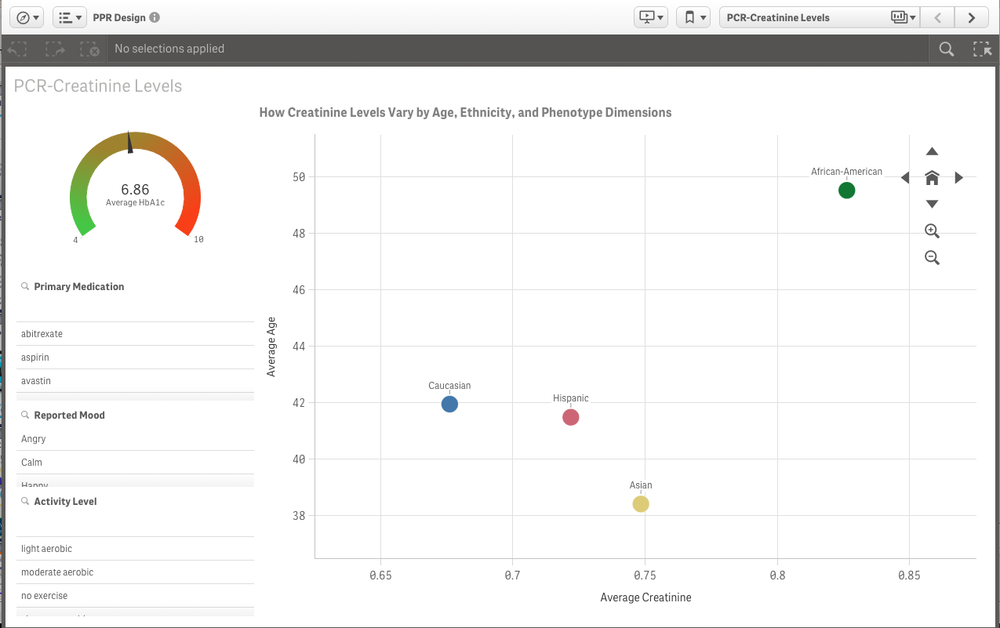 PPR Design
PCR-Creatinine Levels
No selections applied
PCR-Creatinine Levels
How Creatinine Levels Vary by Age, Ethnicity, and Phenotype Dimensions
6.86
Average HbA1c
4
10
Primary Medication
abitrexate
aspirin
avastin
Reported Mood
Angry
Calm
Happy
Activity Level
light aerobic
moderate aerobic
no exercise
Average Age
50
48
46
44
42
40
38
African-American
Caucasian
Hispanic
Asian
0.65
0.7
0.75
0.8
0.85
Average Creatinine